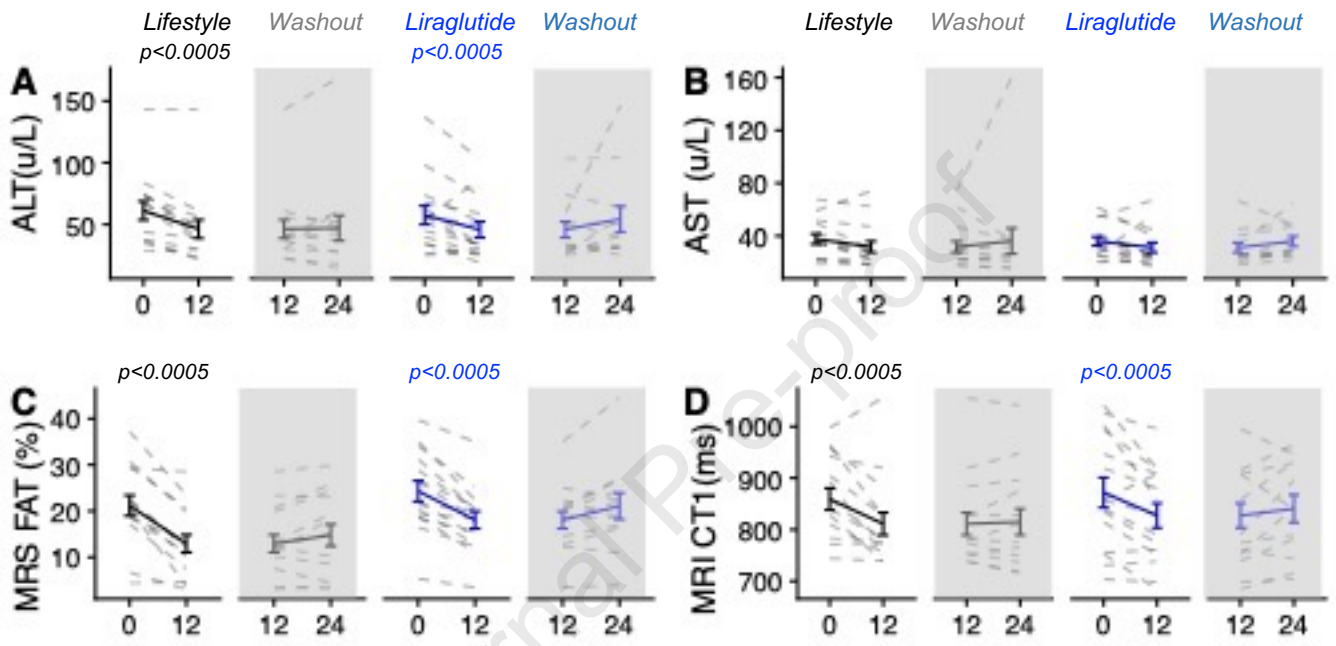 Lifestyle Washout Liraglutide Washout Lifestyle Washout Liraglutide Washout
p<0.0005 p<0.0005
A
ALT(u/L)
150
100
50
0 12 12 24 0 12 12 24
B
AST (u/L)
160
120
80
40
0 12 12 24 0 12 12 24
p<0.0005 p<0.0005 p<0.0005 p<0.0005
C
MRS FAT (%)
40
30
20
10
0 12 12 24 0 12 12 24
D
MRI CT1(ms)
1000
900
800
700
0 12 12 24 0 12 12 24
rnal Pre-proof